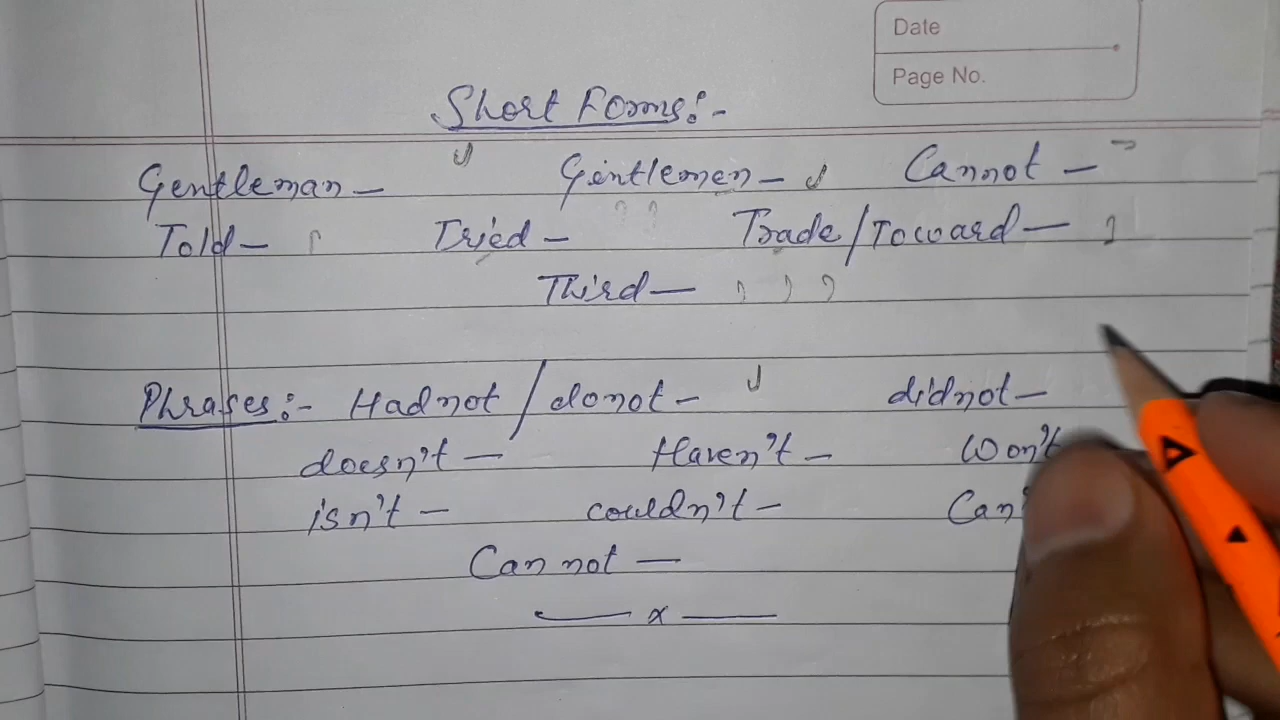 Date
Page No.
Short Forms:-
Gentleman - Gentlemen - Cannot -
Told - Tried - Trade/Toward -
Third -
Phrases:- Had not / do not - did not -
doesn't - Haven't - Won't
isn't - couldn't - Can'
Can not -
x